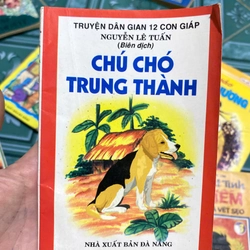 TRUYỆN DÂN GIAN 12 CON GIÁP
NGUYỄN LÊ TUẤN
(Biên dịch)
CHÚ CHÓ
TRUNG THÀNH
NHÀ XUẤT BẢN ĐÀ NẴNG